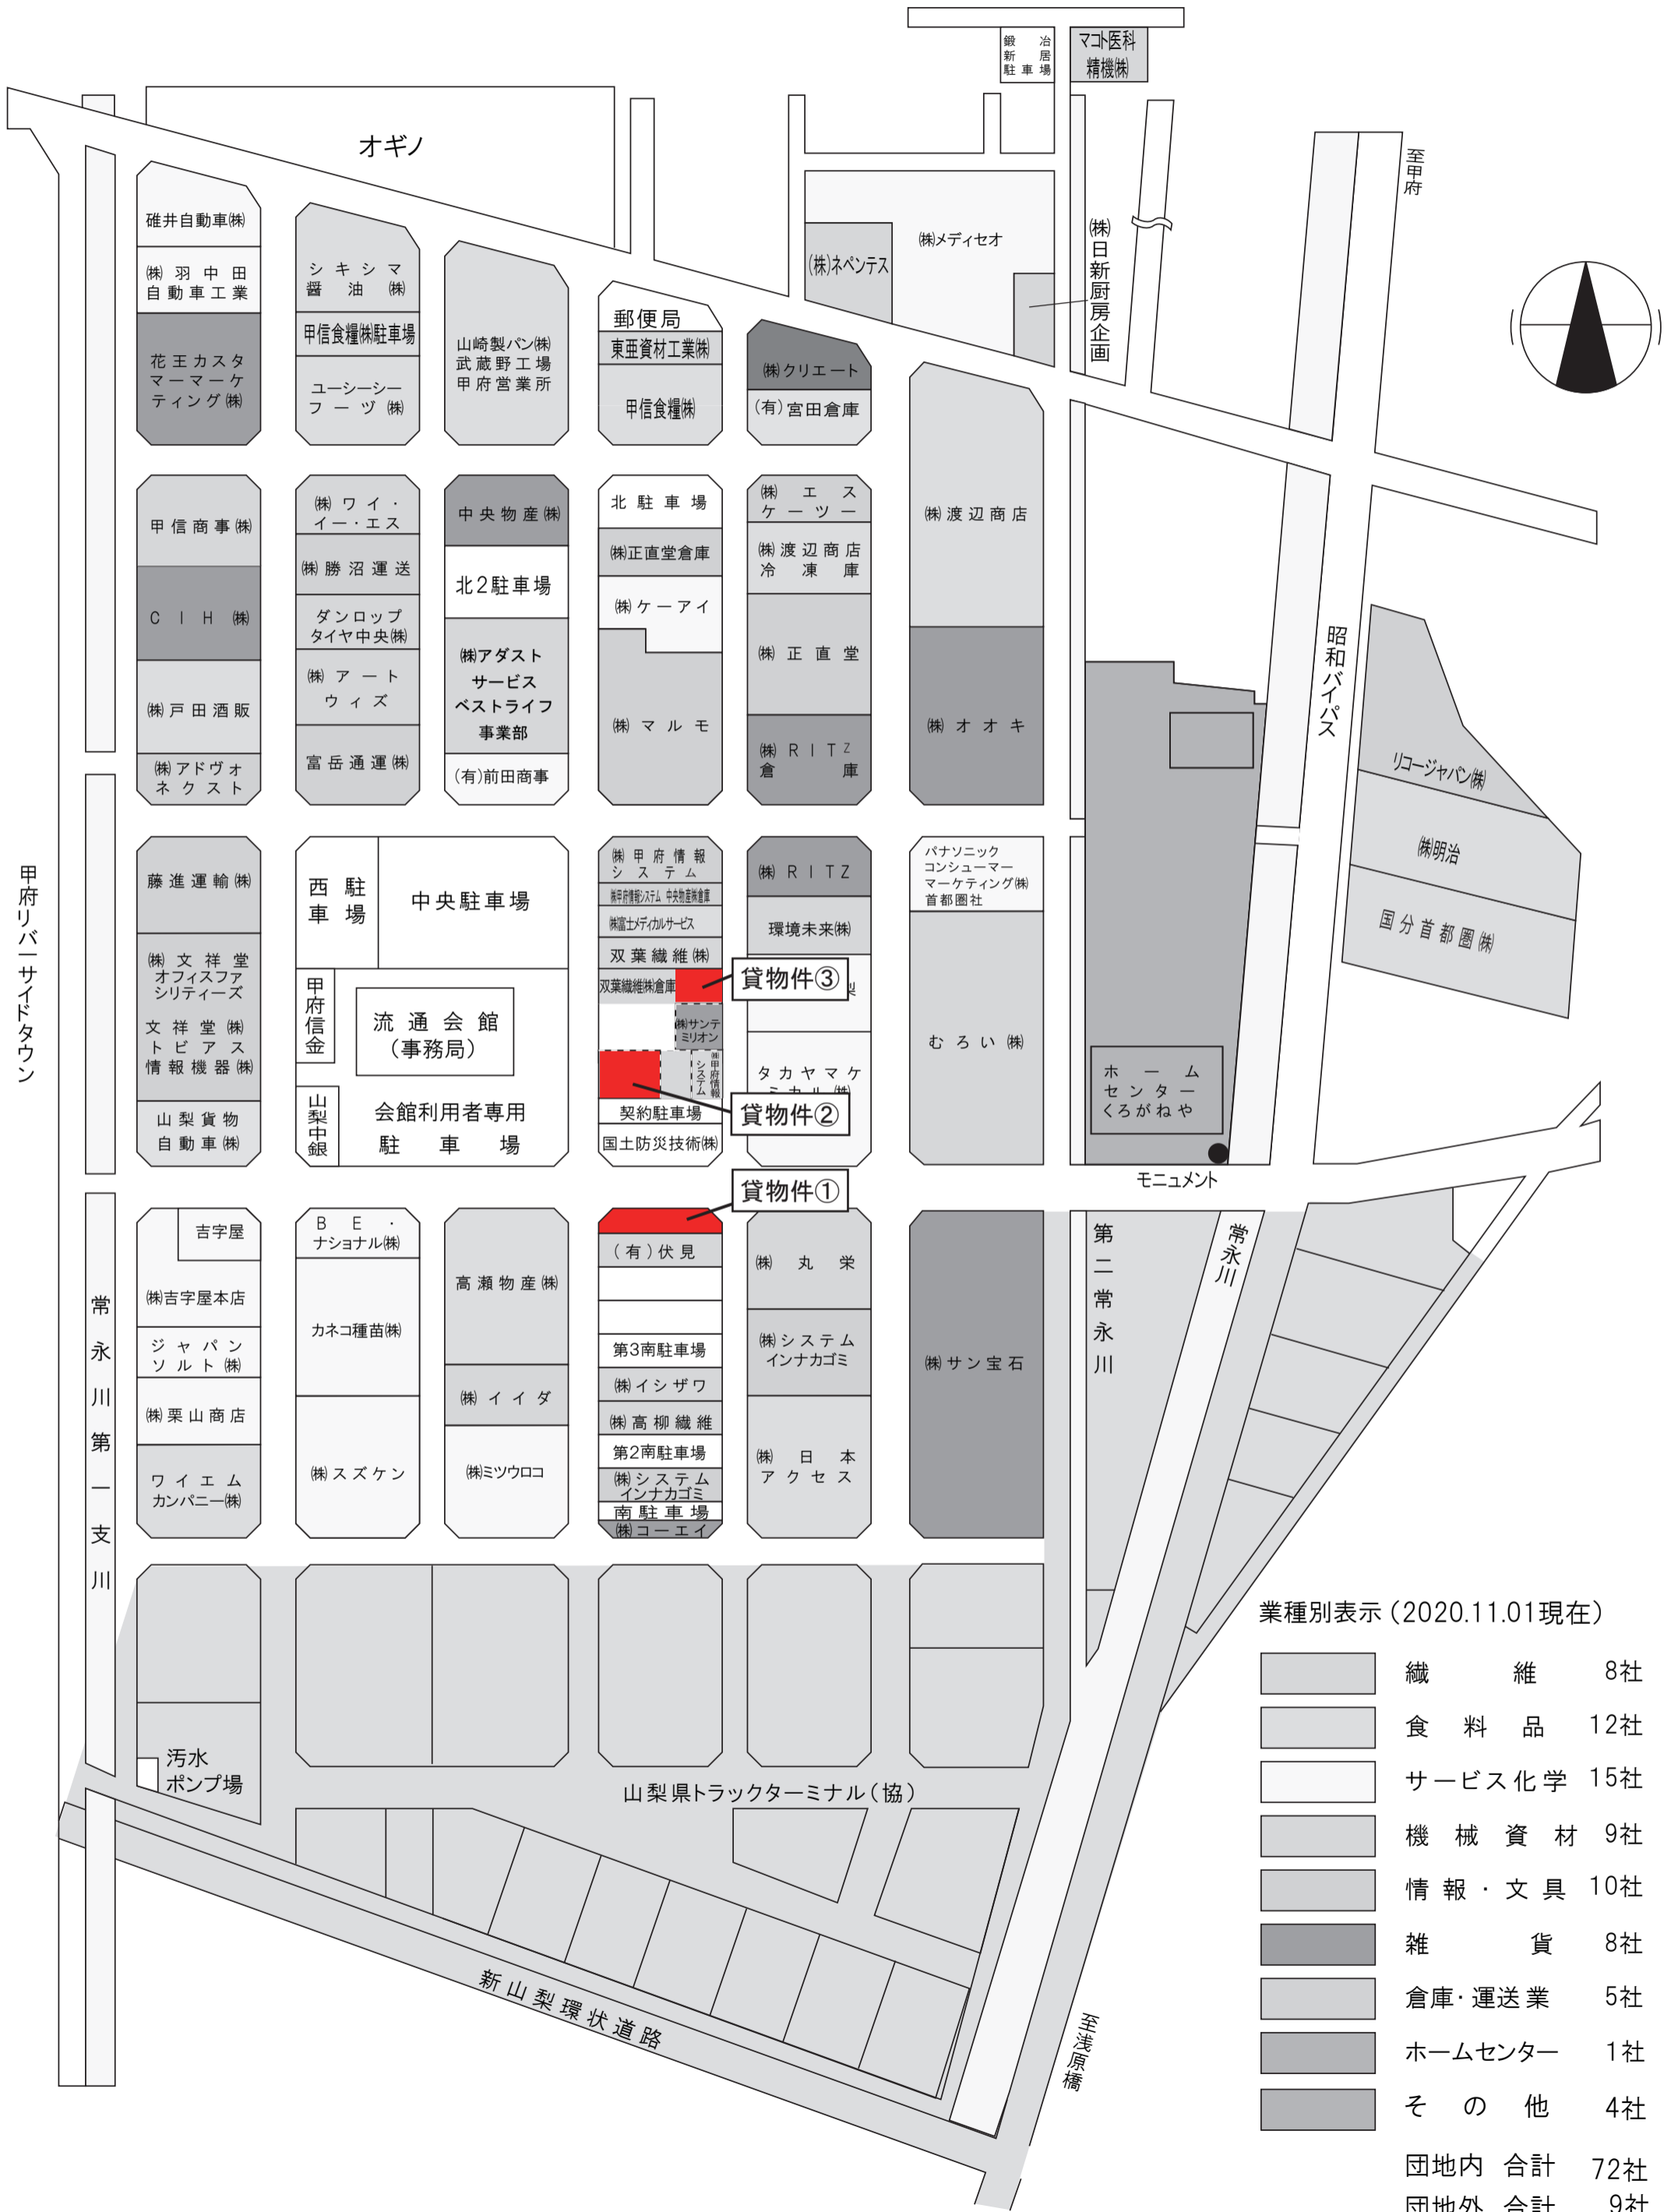 鍛冶
新居
駐車場
マコト医科
精機㈱
至甲府
オギノ
碓井自動車㈱
㈱羽中田
自動車工業
花王カスタ
マーマーケ
ティング㈱
シキシマ
醤油㈱
甲信食糧㈱駐車場
ユーシーシー
フーヅ㈱
山崎製パン㈱
武蔵野工場
甲府営業所
郵便局
東亜資材工業㈱
甲信食糧㈱
㈱クリエート
(有)宮田倉庫
(株)ネペンテス
㈱メディセオ
㈱日新厨房企画
甲信商事㈱
CIH㈱
㈱戸田酒販
㈱アドヴォ
ネクスト
㈱ワイ・
イー・エス
㈱勝沼運送
ダンロップ
タイヤ中央㈱
㈱アート
ウィズ
富岳通運㈱
中央物産㈱
北2駐車場
㈱アダスト
サービス
ベストライフ
事業部
(有)前田商事
北駐車場
㈱正直堂倉庫
㈱ケーアイ
㈱マルモ
㈱エス
ケーツー
㈱渡辺商店
冷凍庫
㈱正直堂
㈱RITZ
倉庫
㈱渡辺商店
㈱オオキ
昭和バイパス
リコージャパン㈱
㈱明治
国分首都圏㈱
甲府リバーサイドタウン
藤進運輸㈱
㈱文祥堂
オフィスファ
シリティーズ
文祥堂㈱
トビアス
情報機器㈱
山梨貨物
自動車㈱
西駐
車場
中央駐車場
甲府信金
流通会館
(事務局)
山梨中銀
会館利用者専用
駐車場
㈱甲府情報
システム
㈱甲府情報システム 中央物産㈱倉庫
㈱富士メディカルサービス
双葉繊維㈱
双葉繊維㈱倉庫
㈱サンテ
ミリオン
㈱甲府情報
システム
契約駐車場
国土防災技術㈱
㈱RITZ
環境未来㈱
貸物件③
タカヤマケ
ミカル㈱
貸物件②
貸物件①
パナソニック
コンシューマー
マーケティング㈱
首都圏社
むろい㈱
ホーム
センター
くろがねや
モニュメント
常永川第一支川
吉字屋
㈱吉字屋本店
ジャパン
ソルト㈱
㈱栗山商店
ワイエム
カンパニー㈱
BE・
ナショナル㈱
カネコ種苗㈱
㈱スズケン
高瀬物産㈱
㈱イイダ
㈱ミツウロコ
(有)伏見
第3南駐車場
㈱イシザワ
㈱高柳繊維
第2南駐車場
㈱システム
インナカゴミ
南駐車場
㈱コーエイ
㈱丸栄
㈱システム
インナカゴミ
㈱日本
アクセス
㈱サン宝石
第二常永川
常永川
汚水
ポンプ場
山梨県トラックターミナル(協)
新山梨環状道路
至浅原橋
業種別表示(2020.11.01現在)
繊維 8社
食料品 12社
サービス化学 15社
機械資材 9社
情報・文具 10社
雑貨 8社
倉庫・運送業 5社
ホームセンター 1社
その他 4社
団地内 合計 72社
団地外 合計 9社